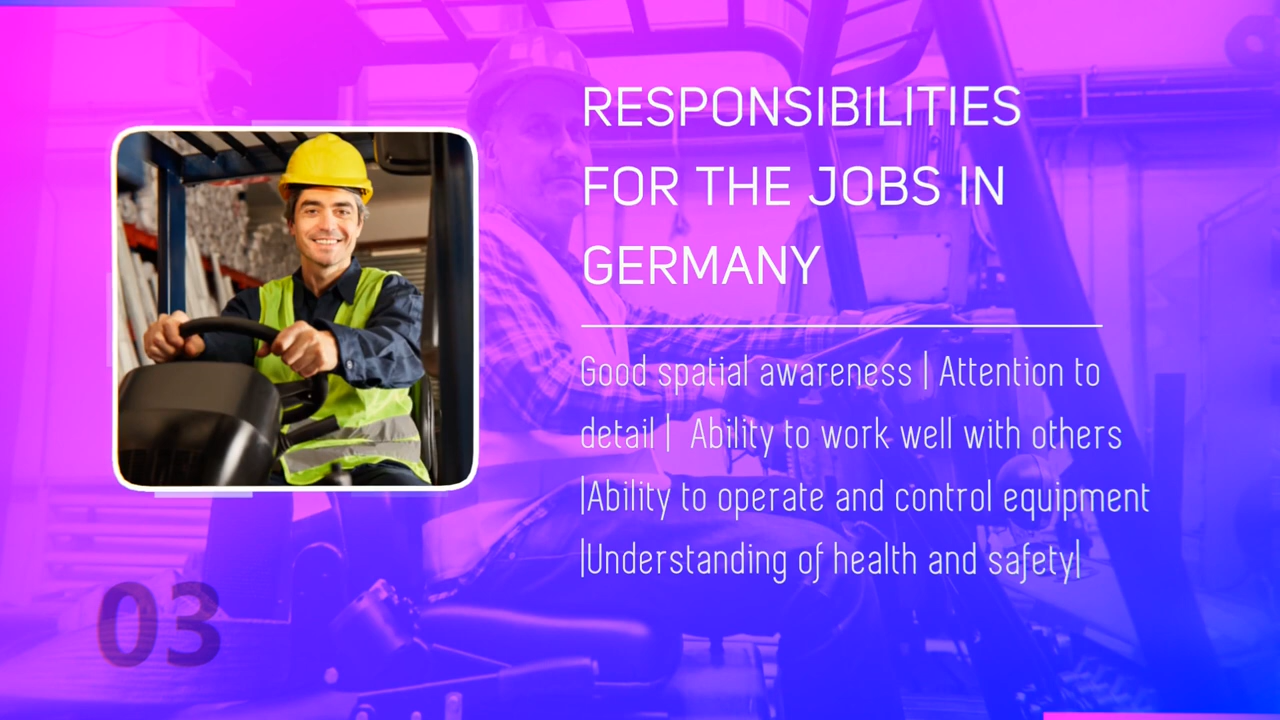 RESPONSIBILITIES
FOR THE JOBS IN
GERMANY
Good spatial awareness | Attention to
detail |  Ability to work well with others
|Ability to operate and control equipment
|Understanding of health and safety|
03